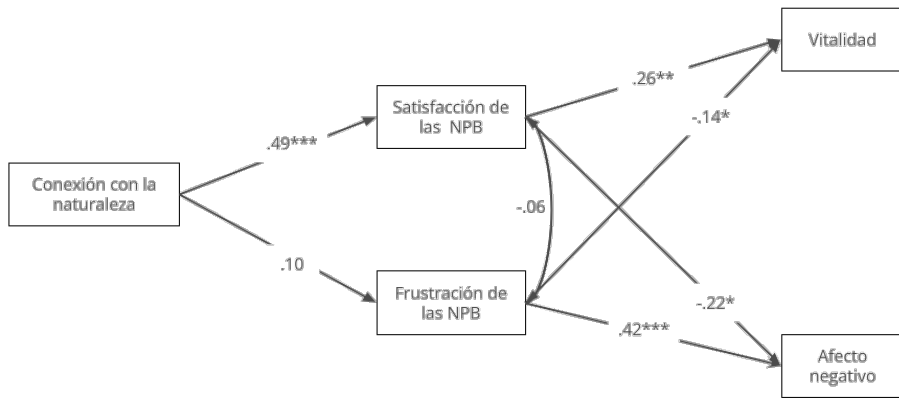 Vitalidad
.26**
Satisfacción de
las NPB
-.14*
.49***
Conexión con la
naturaleza
-.06
.10
Frustración de
las NPB
-.22*
.42***
Afecto
negativo